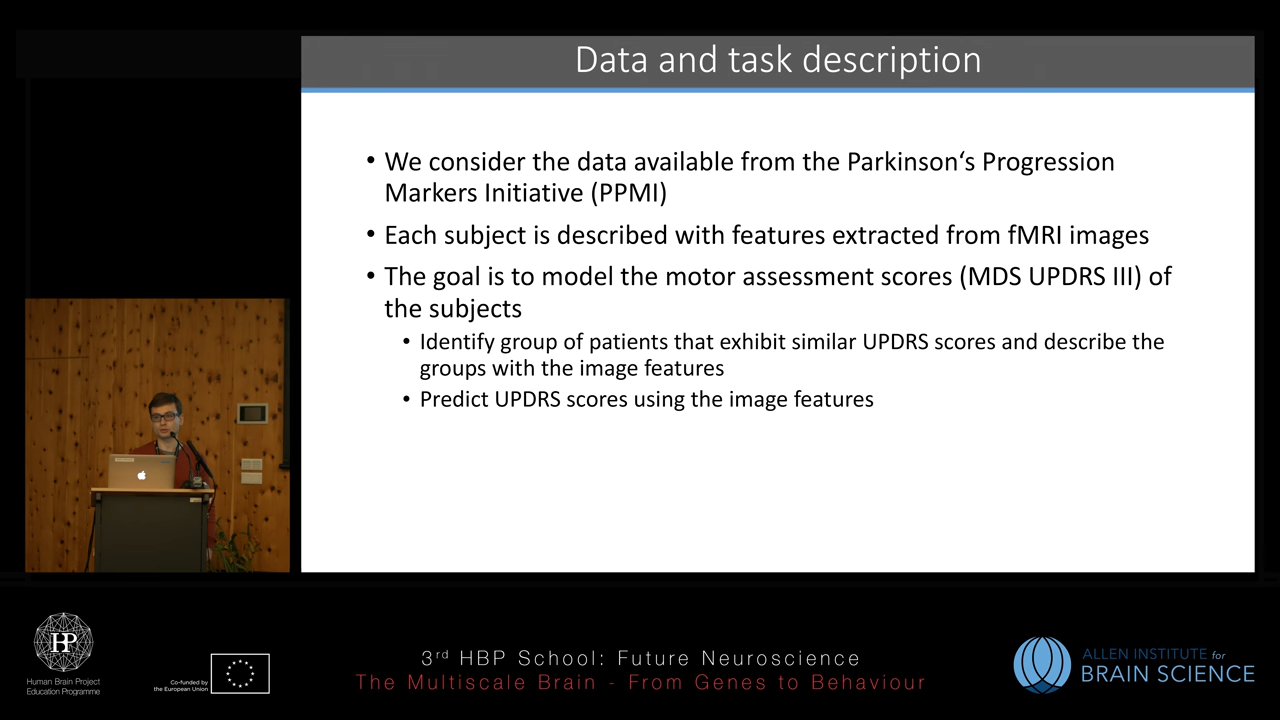 Data and task description
• We consider the data available from the Parkinson‘s Progression
Markers Initiative (PPMI)
• Each subject is described with features extracted from fMRI images
• The goal is to model the motor assessment scores (MDS UPDRS III) of
the subjects
• Identify group of patients that exhibit similar UPDRS scores and describe the
groups with the image features
• Predict UPDRS scores using the image features
HP
Human Brain Project
Education Programme
Co-funded by
the European Union
3rd HBP School: Future Neuroscience
The Multiscale Brain - From Genes to Behaviour
ALLEN INSTITUTE for
BRAIN SCIENCE